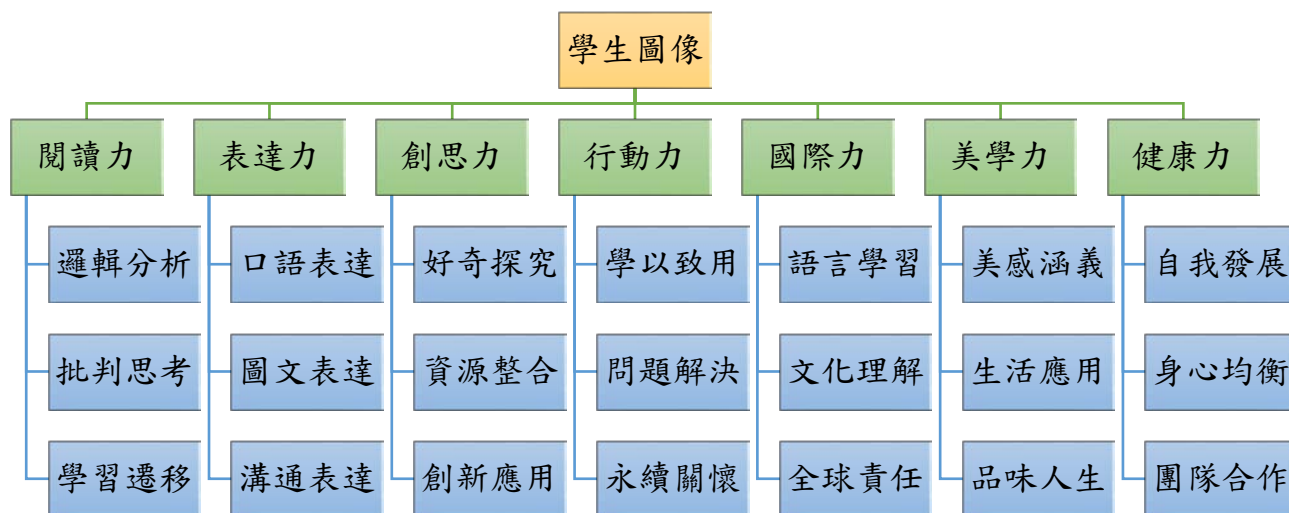 學生圖像
閱讀力
表達力
創思力
行動力
國際力
美學力
健康力
邏輯分析
口語表達
好奇探究
學以致用
語言學習
美感涵義
自我發展
批判思考
圖文表達
資源整合
問題解決
文化理解
生活應用
身心均衡
學習遷移
溝通表達
創新應用
永續關懷
全球責任
品味人生
團隊合作